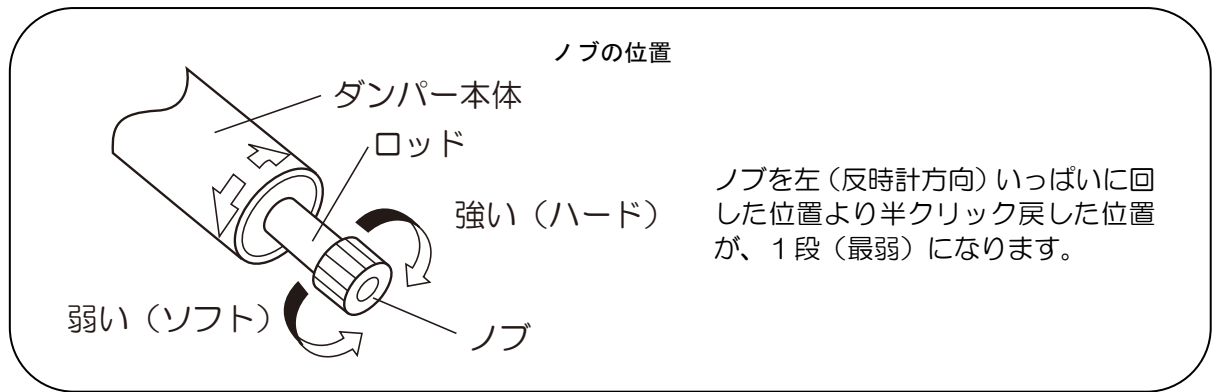 ノブの位置
ダンパー本体
ロッド
強い（ハード）
弱い（ソフト）
ノブ
ノブを左（反時計方向）いっぱいに回
した位置より半クリック戻した位置
が、１段（最弱）になります。